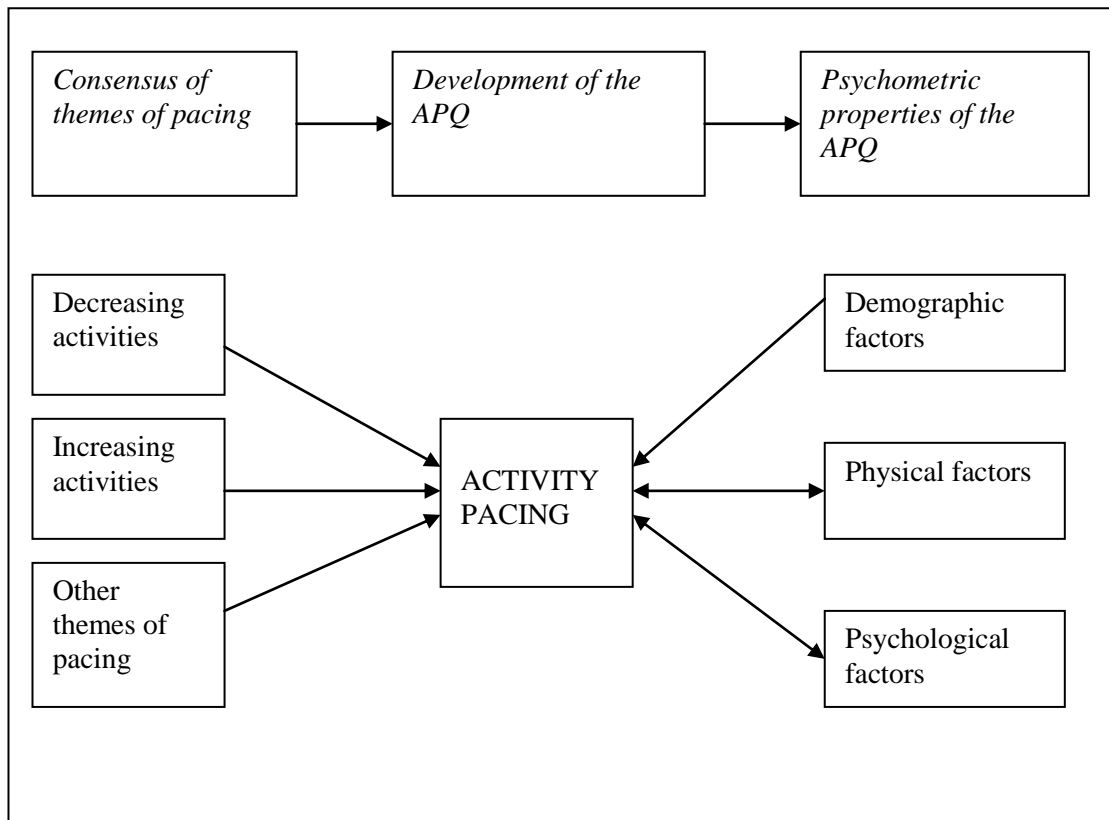 Consensus of
themes of pacing
Development of the
APQ
Psychometric
properties of the
APQ
Decreasing
activities
Increasing
activities
Other
themes of
pacing
ACTIVITY
PACING
Demographic
factors
Physical factors
Psychological
factors